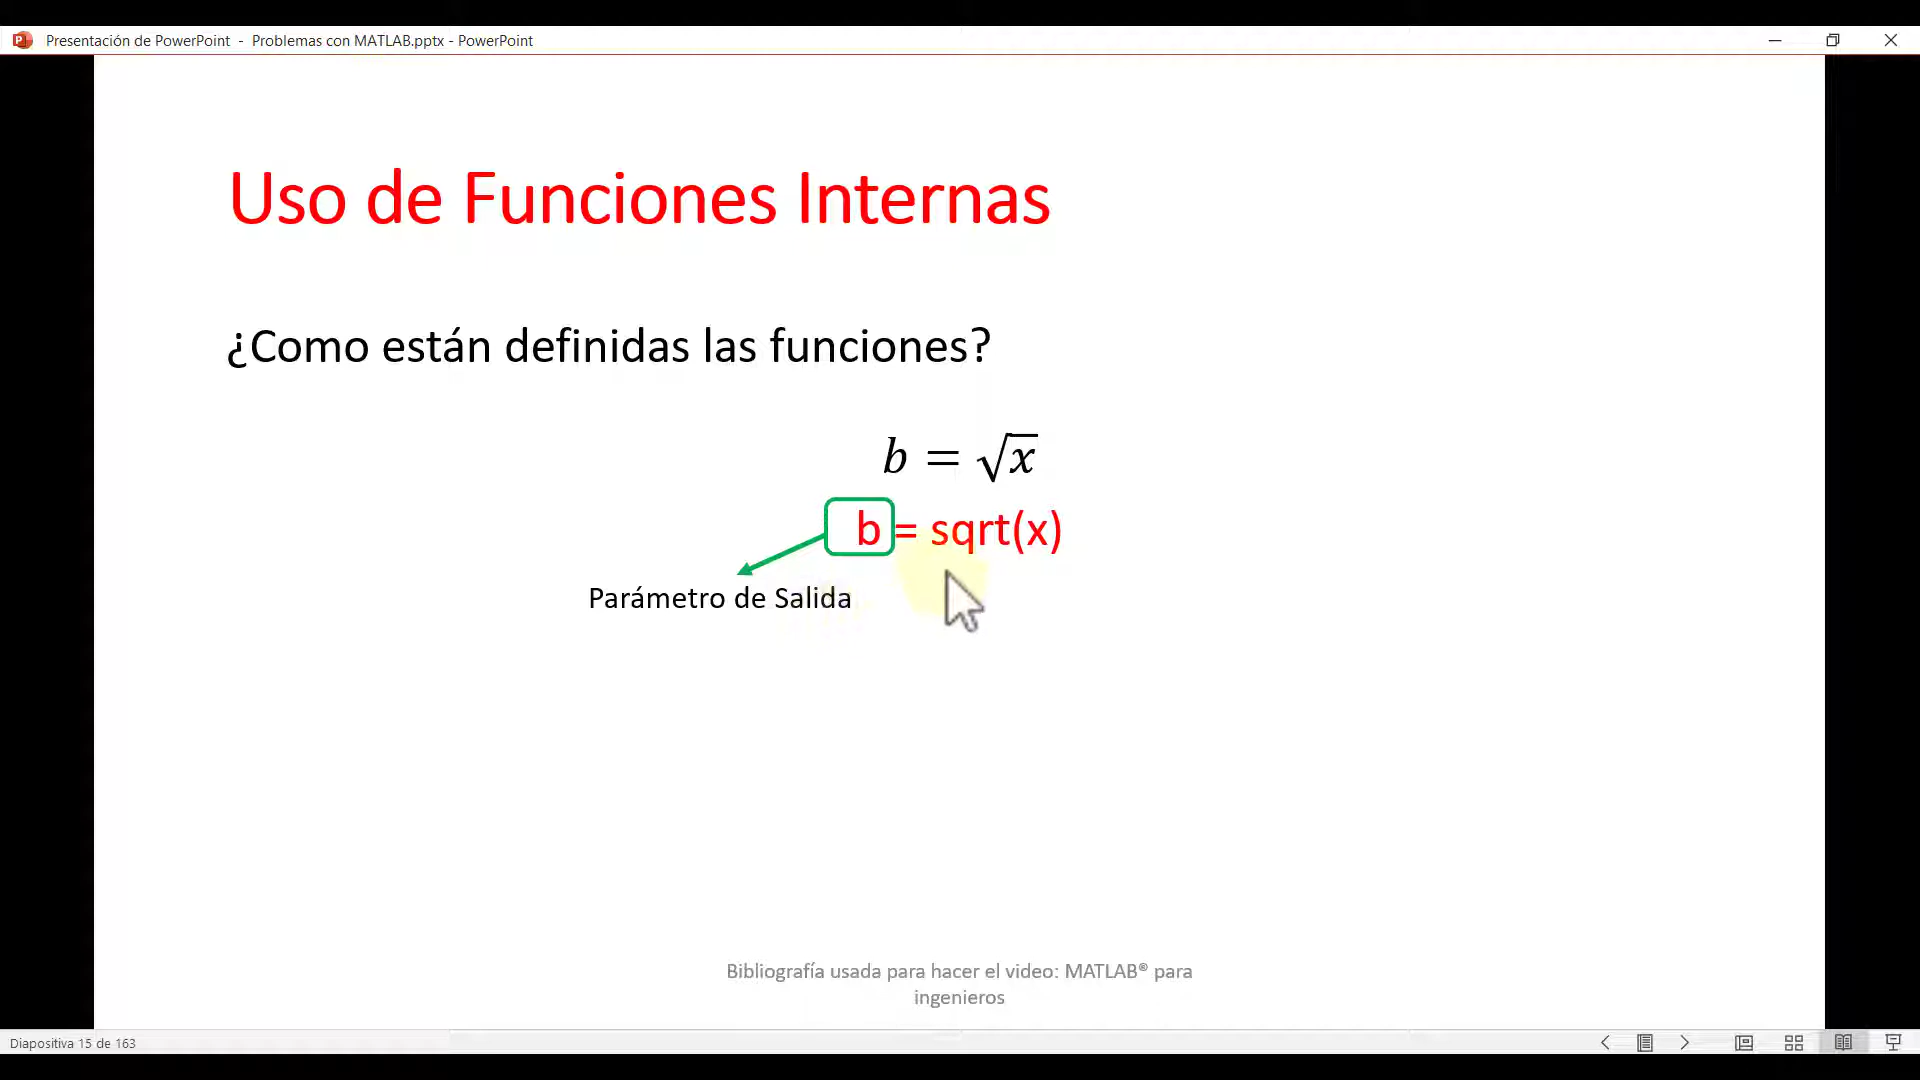 Presentación de PowerPoint - Problemas con MATLAB.pptx - PowerPoint
Uso de Funciones Internas
¿Como están definidas las funciones?
b = √x
b = sqrt(x)
Parámetro de Salida
Bibliografía usada para hacer el video: MATLAB® para
ingenieros
Diapositiva 15 de 163